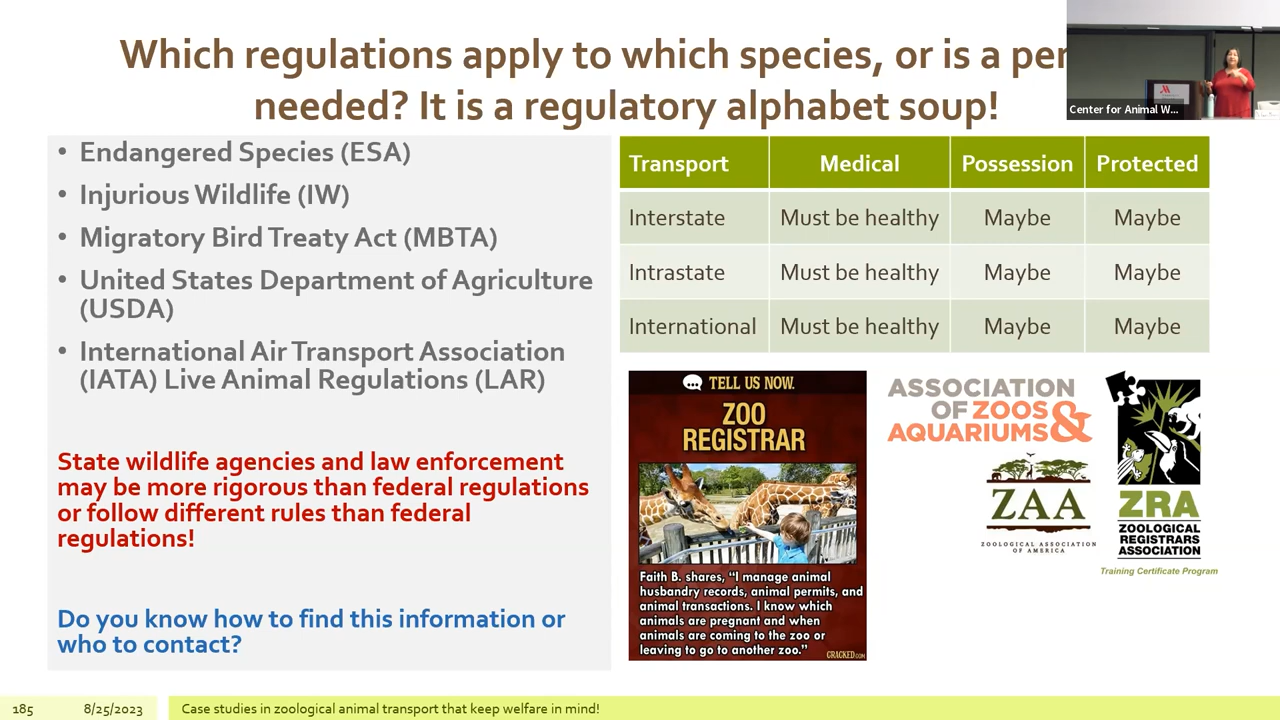 Which regulations apply to which species, or is a per
needed? It is a regulatory alphabet soup!
Center for Animal W...
• Endangered Species (ESA)
• Injurious Wildlife (IW)
• Migratory Bird Treaty Act (MBTA)
• United States Department of Agriculture
(USDA)
• International Air Transport Association
(IATA) Live Animal Regulations (LAR)
State wildlife agencies and law enforcement
may be more rigorous than federal regulations
or follow different rules than federal
regulations!
Do you know how to find this information or
who to contact?
Transport Medical Possession Protected
Interstate Must be healthy Maybe Maybe
Intrastate Must be healthy Maybe Maybe
International Must be healthy Maybe Maybe
TELL US NOW.
ZOO
REGISTRAR
Faith B. shares, “I manage animal
husbandry records, animal permits, and
animal transactions. I know which
animals are pregnant and when
animals are coming to the zoo or
leaving to go to another zoo.”
CRACKED.COM
ASSOCIATION
OF ZOOS
AQUARIUMS &
ZAA
ZOOLOGICAL ASSOCIATION
OF AMERICA
ZRA
ZOOLOGICAL
REGISTRARS
ASSOCIATION
Training Certificate Program
185 8/25/2023 Case studies in zoological animal transport that keep welfare in mind!